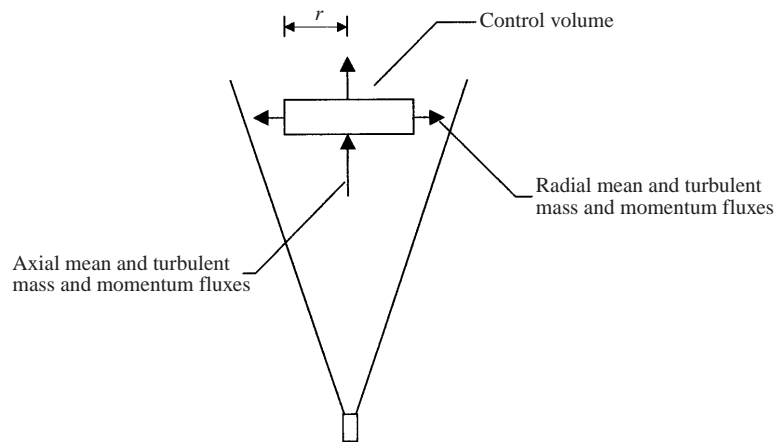 r
Control volume
Radial mean and turbulent
mass and momentum fluxes
Axial mean and turbulent
mass and momentum fluxes